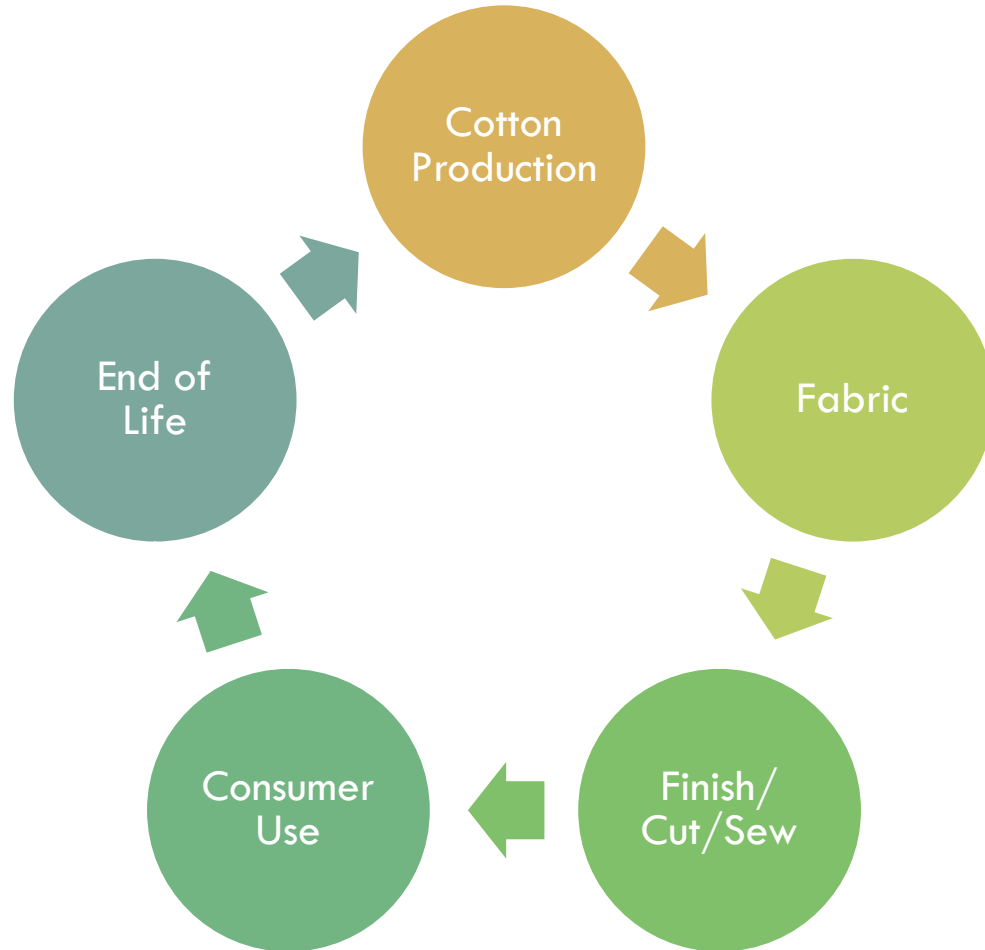 Cotton
Production
Fabric
Finish/
Cut/Sew
Consumer
Use
End of
Life